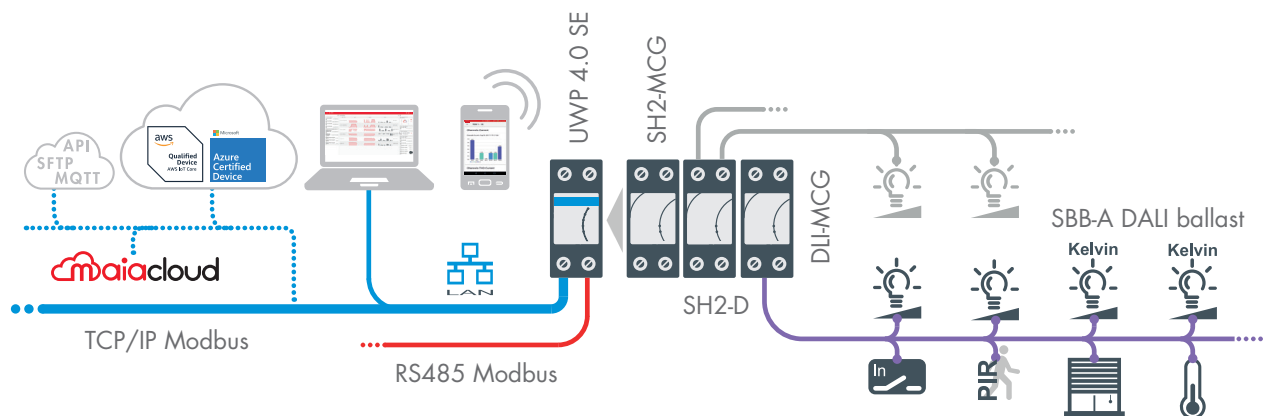 API
SFTP
MQTT
aws
Qualified
Device
AWS IoT Core
Microsoft
Azure
Certified
Device
maiacloud
TCP/IP Modbus
LAN
RS485 Modbus
UWP 4.0 SE
SH2-MCG
SH2-D
DLI-MCG
SBB-A DALI ballast
Kelvin
Kelvin
In
PIR